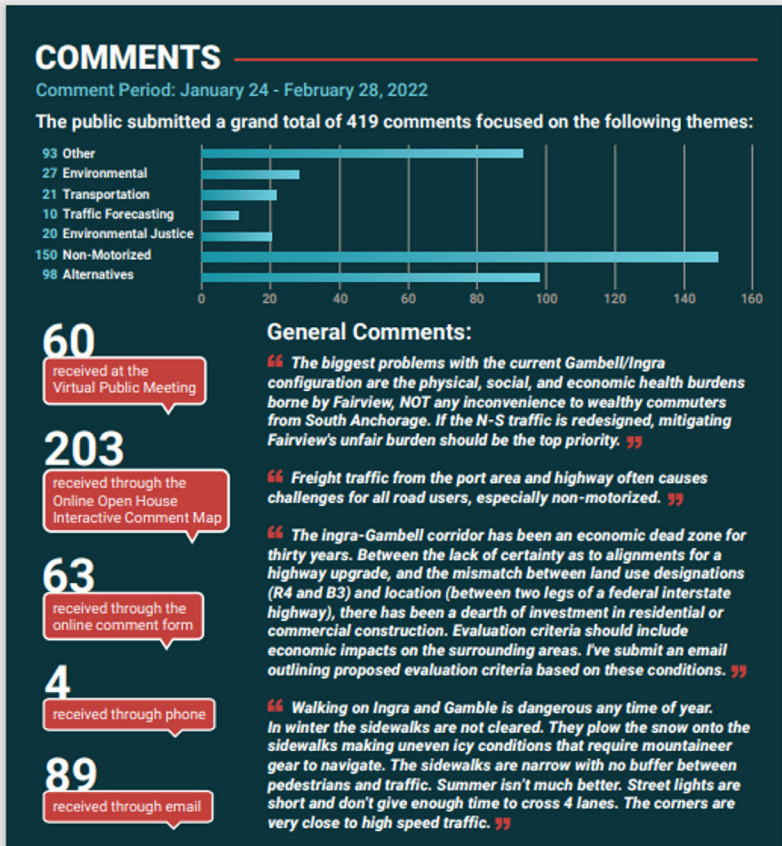 COMMENTS
Comment Period: January 24 - February 28, 2022
The public submitted a grand total of 419 comments focused on the following themes:
93 Other
27 Environmental
21 Transportation
10 Traffic Forecasting
20 Environmental Justice
150 Non-Motorized
98 Alternatives
0 20 40 60 80 100 120 140 160
60
received at the
Virtual Public Meeting
203
received through the
Online Open House
Interactive Comment Map
63
received through the
online comment form
4
received through phone
89
received through email
General Comments:
“ The biggest problems with the current Gambell/Ingra
configuration are the physical, social, and economic health burdens
borne by Fairview, NOT any inconvenience to wealthy commuters
from South Anchorage. If the N-S traffic is redesigned, mitigating
Fairview's unfair burden should be the top priority. ”
“ Freight traffic from the port area and highway often causes
challenges for all road users, especially non-motorized. ”
“ The ingra-Gambell corridor has been an economic dead zone for
thirty years. Between the lack of certainty as to alignments for a
highway upgrade, and the mismatch between land use designations
(R4 and B3) and location (between two legs of a federal interstate
highway), there has been a dearth of investment in residential or
commercial construction. Evaluation criteria should include
economic impacts on the surrounding areas. I've submit an email
outlining proposed evaluation criteria based on these conditions. ”
“ Walking on Ingra and Gamble is dangerous any time of year.
In winter the sidewalks are not cleared. They plow the snow onto the
sidewalks making uneven icy conditions that require mountaineer
gear to navigate. The sidewalks are narrow with no buffer between
pedestrians and traffic. Summer isn't much better. Street lights are
short and don't give enough time to cross 4 lanes. The corners are
very close to high speed traffic. ”